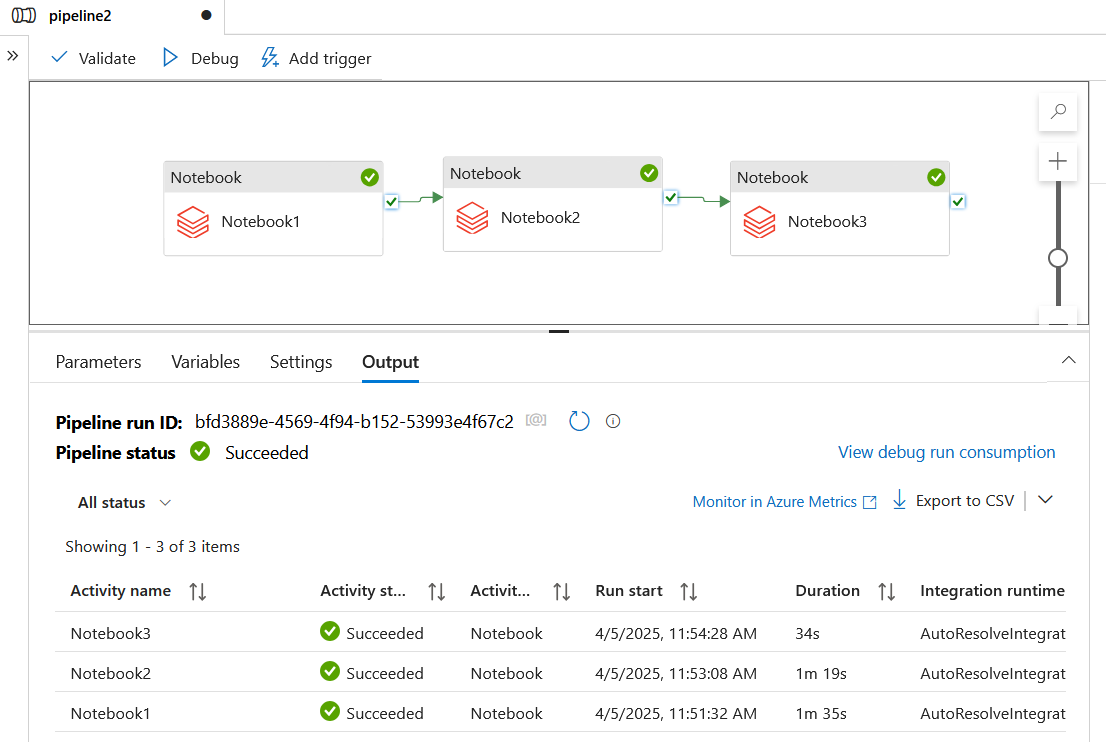 pipeline2
Validate Debug Add trigger
Notebook Notebook Notebook
Notebook1 Notebook2 Notebook3
Parameters Variables Settings Output
Pipeline run ID: bfd3889e-4569-4f94-b152-53993e4f67c2 [@]
Pipeline status Succeeded View debug run consumption
All status Monitor in Azure Metrics Export to CSV
Showing 1 - 3 of 3 items
Activity name Activity st... Activit... Run start Duration Integration runtime
Notebook3 Succeeded Notebook 4/5/2025, 11:54:28 AM 34s AutoResolveIntegrat
Notebook2 Succeeded Notebook 4/5/2025, 11:53:08 AM 1m 19s AutoResolveIntegrat
Notebook1 Succeeded Notebook 4/5/2025, 11:51:32 AM 1m 35s AutoResolveIntegrat